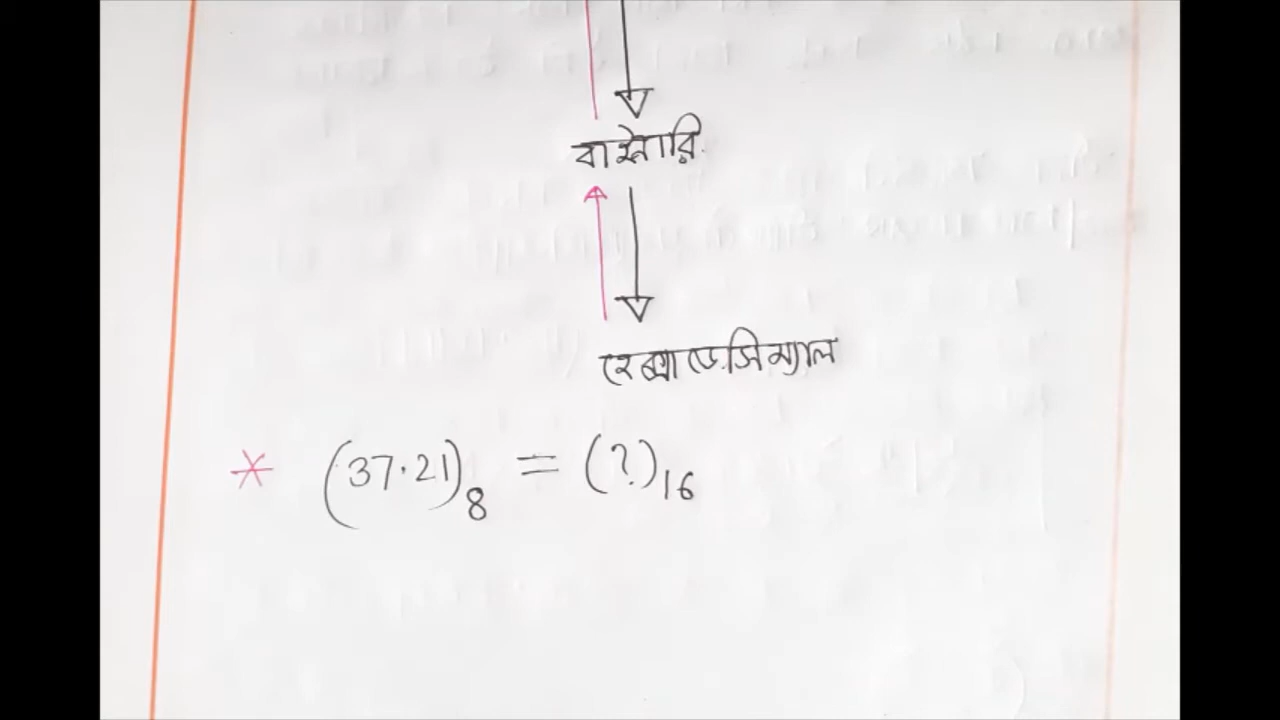 বাইনারি
হেক্সাডেসিম্যাল
* (37.21)₈ = (?)₁₆